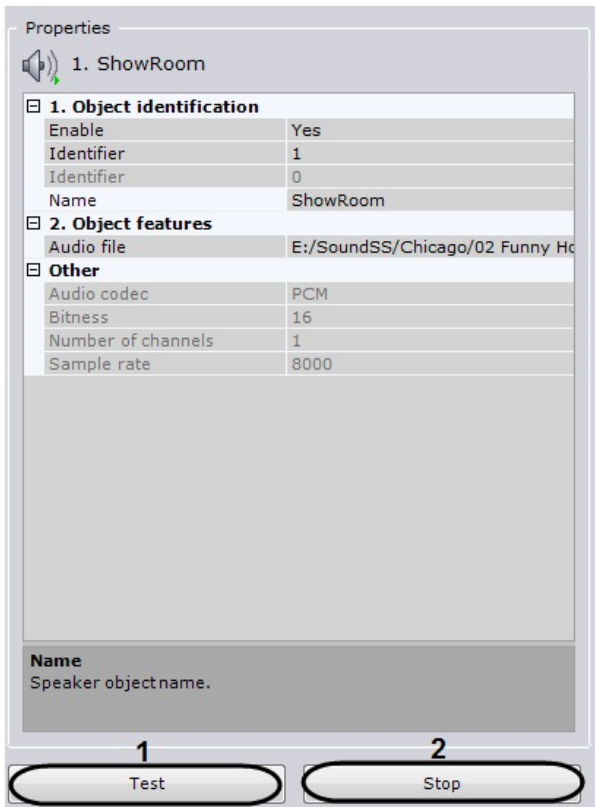 Properties
1. ShowRoom
1. Object identification
Enable Yes
Identifier 1
Identifier 0
Name ShowRoom
2. Object features
Audio file E:/SoundSS/Chicago/02 Funny Ho
Other
Audio codec PCM
Bitness 16
Number of channels 1
Sample rate 8000
Name
Speaker object name.
1 2
Test Stop